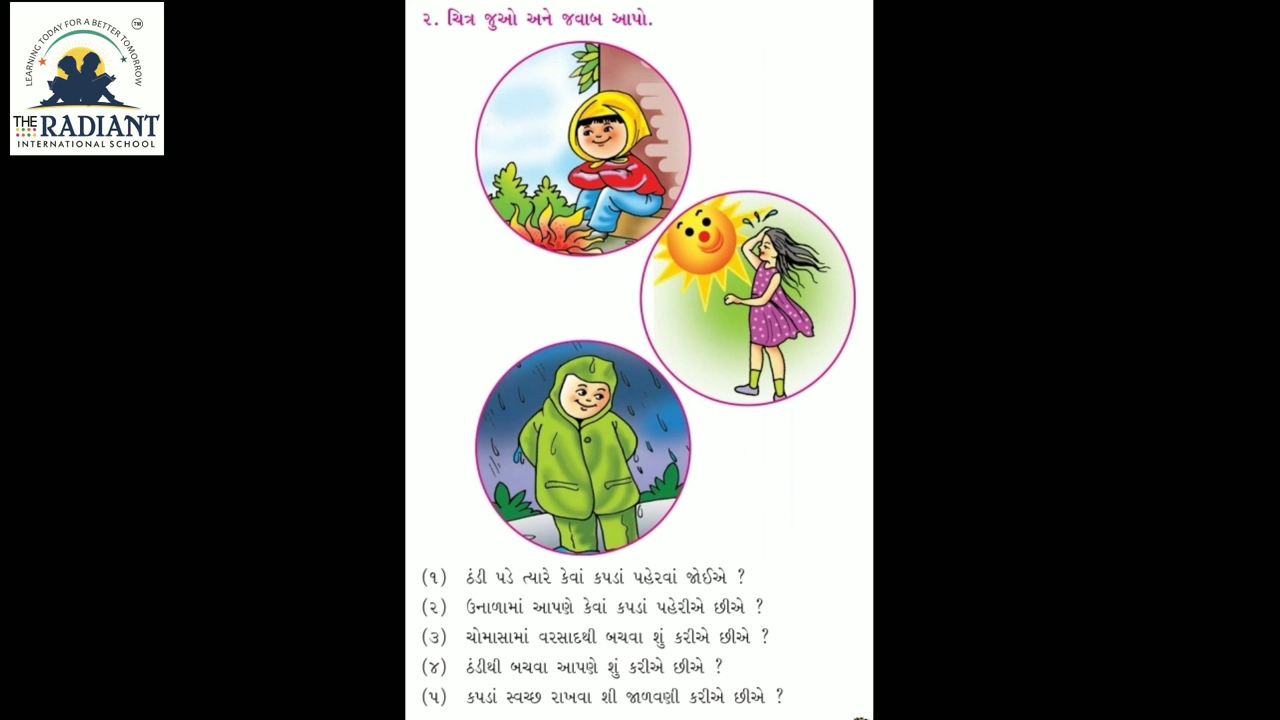 LEARNING TODAY FOR A BETTER TOMORROW
TM
THE RADIANT
INTERNATIONAL SCHOOL
૨. ચિત્ર જુઓ અને જવાબ આપો.
(૧) ઠંડી પડે ત્યારે કેવાં કપડાં પહેરવાં જોઈએ ?
(૨) ઉનાળામાં આપણે કેવાં કપડાં પહેરીએ છીએ ?
(૩) ચોમાસામાં વરસાદથી બચવા શું કરીએ છીએ ?
(૪) ઠંડીથી બચવા આપણે શું કરીએ છીએ ?
(૫) કપડાં સ્વચ્છ રાખવા શી જાળવણી કરીએ છીએ ?